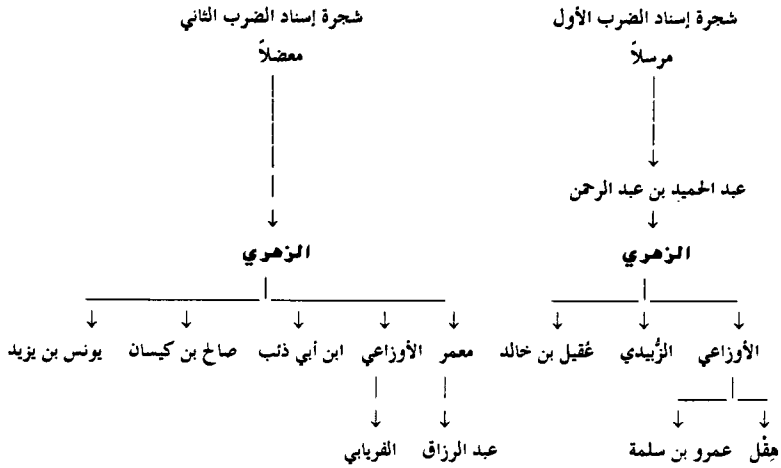 شجرة إسناد الضرب الأول
مرسلاً
عبد الحميد بن عبد الرحمن
الزهري
الأوزاعي الزُّبيدي عُقيل بن خالد
هِقْل عمرو بن سلمة
شجرة إسناد الضرب الثاني
معضلاً
الزهري
معمر الأوزاعي ابن أبي ذئب صالح بن كيسان يونس بن يزيد
عبد الرزاق الفريابي